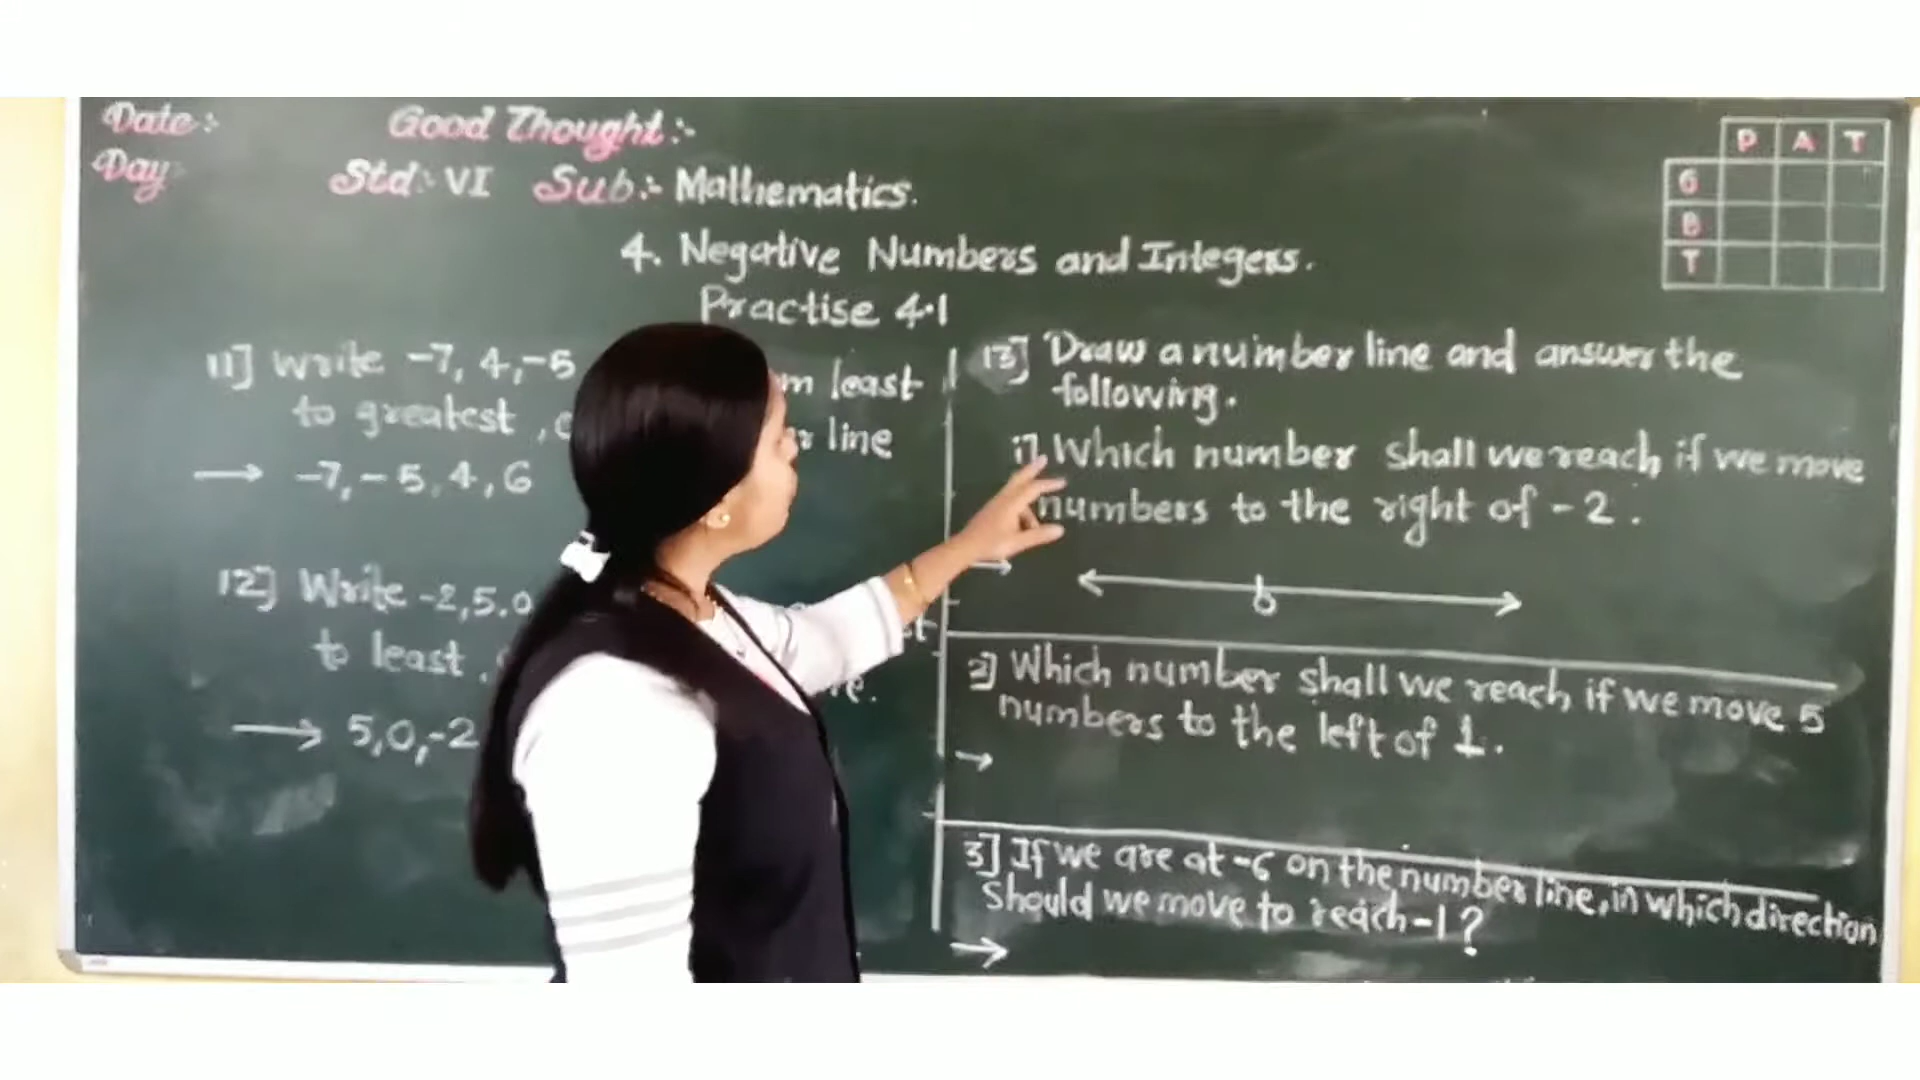 Date:-
Good Thought:-
Day
Std:- VI Sub:- Mathematics.
P A T
G
B
T
4. Negative Numbers and Integers.
Practise 4.1
11] Write -7, 4, -5
least
to greatest ,
line
→ -7, -5, 4, 6
12] Write -2, 5, 0
to least ,
→ 5, 0, -2
13] Draw a number line and answer the
following.
i] Which number shall we reach, if we move
numbers to the right of -2 .
→
0
2] Which number shall we reach, if we move 5
numbers to the left of 1 .
→
3] If we are at -6 on the number line, in which direction
Should we move to reach -1 ?
→